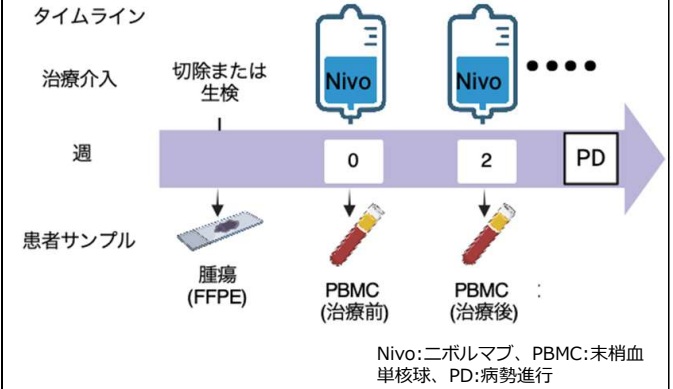 タイムライン
治療介入
切除または
生検
Nivo
Nivo
••••
週
0
2
PD
患者サンプル
腫瘍
(FFPE)
PBMC
(治療前)
PBMC
(治療後)
:
Nivo:ニボルマブ、PBMC:末梢血
単核球、PD:病勢進行